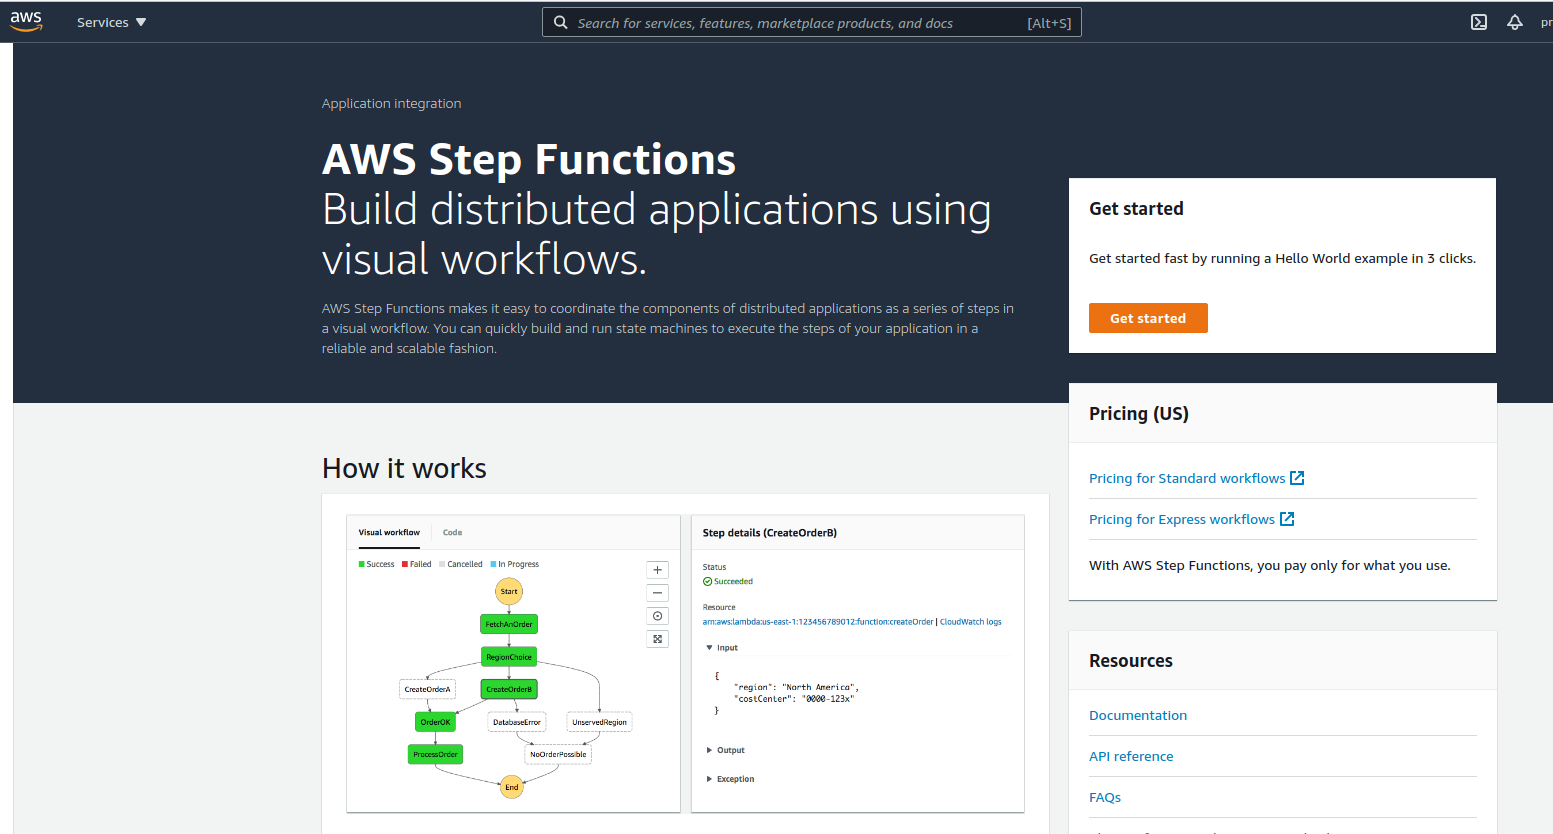 aws
Services
Search for services, features, marketplace products, and docs
[Alt+S]
pr
Application integration
AWS Step Functions
Build distributed applications using
visual workflows.
AWS Step Functions makes it easy to coordinate the components of distributed applications as a series of steps in
a visual workflow. You can quickly build and run state machines to execute the steps of your application in a
reliable and scalable fashion.
Get started
Get started fast by running a Hello World example in 3 clicks.
Get started
Pricing (US)
Pricing for Standard workflows
Pricing for Express workflows
With AWS Step Functions, you pay only for what you use.
Resources
Documentation
API reference
FAQs
How it works
Visual workflow
Code
Success
Failed
Cancelled
In Progress
Start
FetchAnOrder
RegionChoice
CreateOrderA
CreateOrderB
OrderOK
DatabaseError
UnservedRegion
ProcessOrder
NoOrderPossible
End
Step details (CreateOrderB)
Status
Succeeded
Resource
arn:aws:lambda:us-east-1:123456789012:function:createOrder | CloudWatch logs
Input
{
"region": "North America",
"costCenter": "0000-123x"
}
Output
Exception